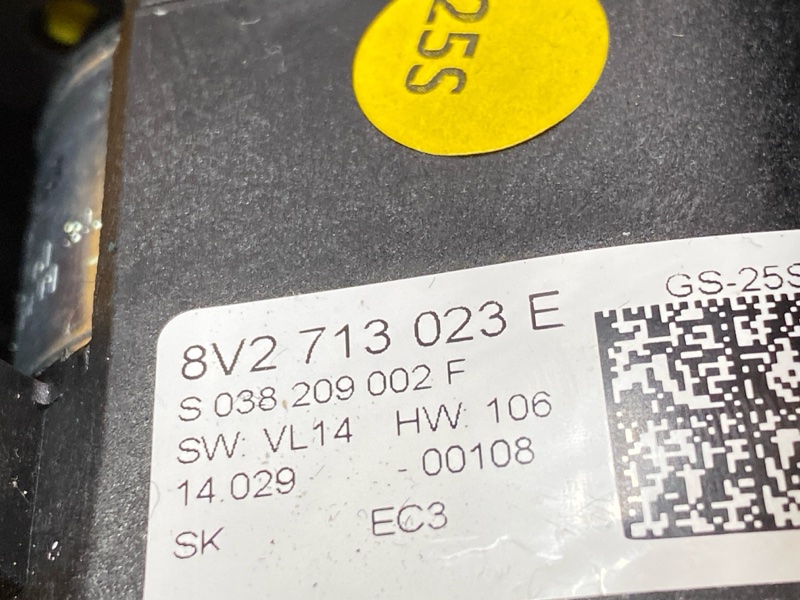 25S
GS-25S
8V2 713 023 E
S 038 209 002 F
SW: VL14 HW: 106
14.029 - 00108
SK EC3